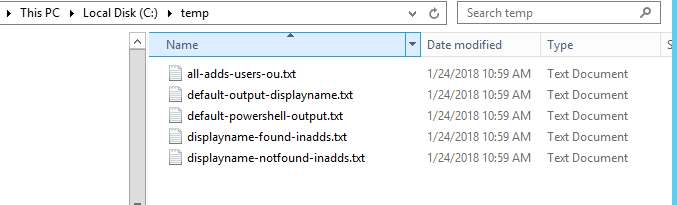 This PC Local Disk (C:) temp Search temp
Name Date modified Type
all-adds-users-ou.txt 1/24/2018 10:59 AM Text Document
default-output-displayname.txt 1/24/2018 10:59 AM Text Document
default-powershell-output.txt 1/24/2018 10:59 AM Text Document
displayname-found-inadds.txt 1/24/2018 10:59 AM Text Document
displayname-notfound-inadds.txt 1/24/2018 10:59 AM Text Document